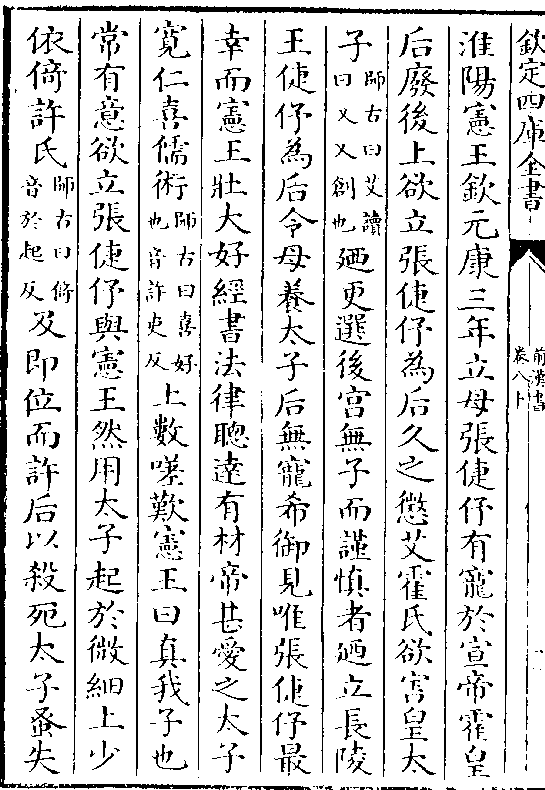 欽定四庫全書
前漢書
卷八十
淮陽憲王欽元康三年立母張倢伃有寵於宣帝霍皇
后廢後上欲立張倢伃為后久之懲艾霍氏欲害皇太
子師古曰艾讀曰乂乂創也廼更選後宮無子而謹慎者廼立長陵
王倢伃為后令母養太子后無寵希御見唯張倢伃最
幸而憲王壯大好經書法律聰達有材帝甚愛之太子
寛仁喜儒術師古曰喜好也音許吏反上數嗟歎憲王曰真我子也
常有意欲立張倢伃與憲王然用太子起於微細上少
依倚許氏師古曰倚音於起反及即位而許后以殺死太子蚤失